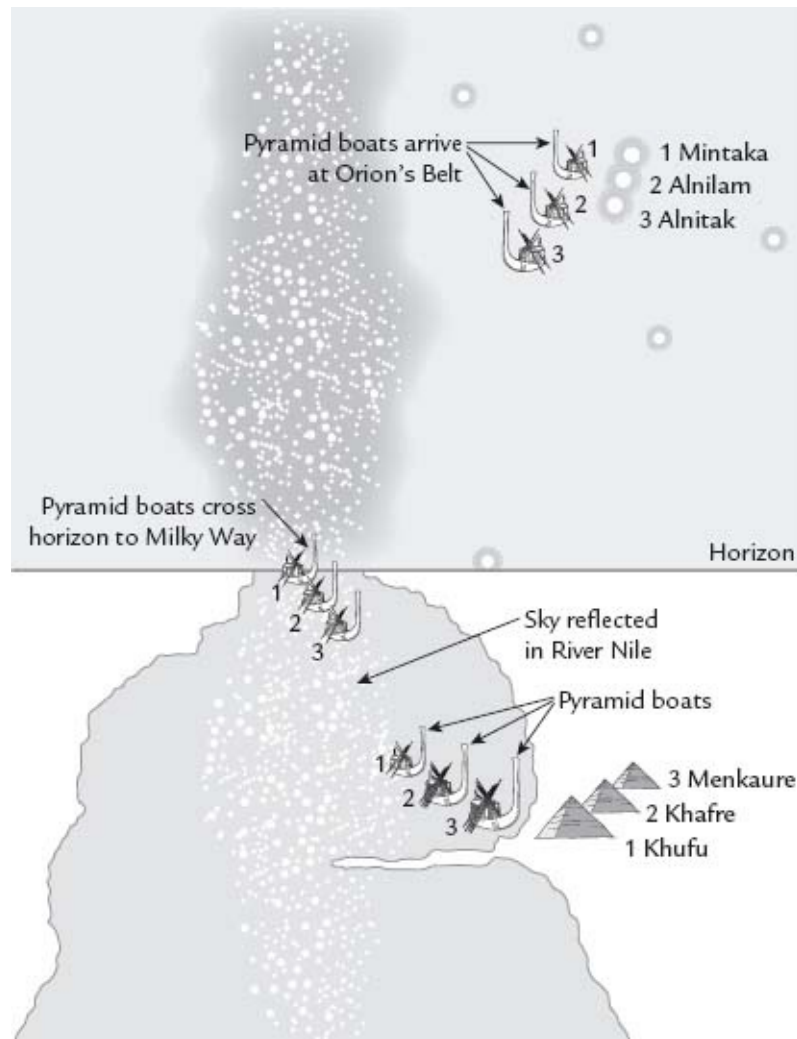 Pyramid boats arrive
at Orion's Belt
1
2
3
1 Mintaka
2 Alnilam
3 Alnitak
Pyramid boats cross
horizon to Milky Way
Horizon
1
2
3
Sky reflected
in River Nile
Pyramid boats
1
2
3
3 Menkaure
2 Khafre
1 Khufu